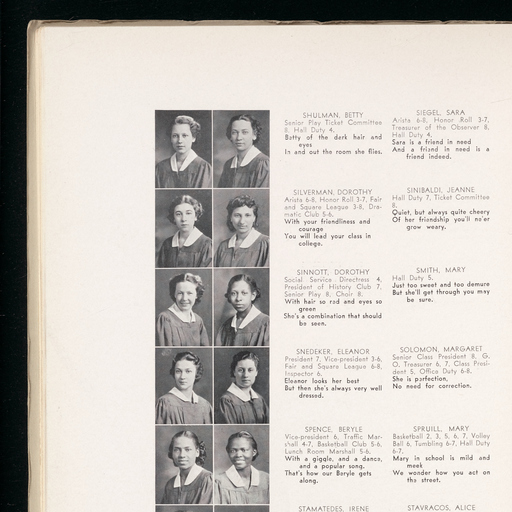 SHULMAN, BETTY
Senior Play Ticket Committee
8, Hall Duty 4.
Betty of the dark hair and
eyes
In and out the room she flies.
SIEGEL, SARA
Arista 6-8, Honor Roll 3-7,
Treasurer of the Observer 8,
Hall Duty 4.
Sara is a friend in need
And a friend in need is a
friend indeed.
SILVERMAN, DOROTHY
Arista 6-8, Honor Roll 3-7, Fair
and Square League 3-8, Dra-
matic Club 5-6.
With your friendliness and
courage
You will lead your class in
college.
SINIBALDI, JEANNE
Hall Duty 7, Ticket Committee
8.
Quiet, but always quite cheery
Of her friendship you'll ne'er
grow weary.
SINNOTT, DOROTHY
Social Service Directress 4,
President of History Club 7,
Senior Play 8, Choir 8.
With hair so red and eyes so
green
She's a combination that should
be seen.
SMITH, MARY
Hall Duty 5.
Just too sweet and too demure
But she'll get through you may
be sure.
SNEDEKER, ELEANOR
President 7, Vice-president 3-6,
Fair and Square League 6-8,
Inspector 6.
Eleanor looks her best
But then she's always very well
dressed.
SOLOMON, MARGARET
Senior Class President 8, G.
O. Treasurer 6, 7, Class Presi-
dent 5, Office Duty 6-8.
She is perfection,
No need for correction.
SPENCE, BERYLE
Vice-president 6, Traffic Mar-
shall 4-7, Basketball Club 5-6,
Lunch Room Marshall 5-6.
With a giggle, and a dance,
and a popular song,
That's how our Beryle gets
along.
SPRUILL, MARY
Basketball 2, 3, 5, 6, 7, Volley
Ball 6, Tumbling 6-7, Hall Duty
6-7.
Mary in school is mild and
meek
We wonder how you act on
the street.
STAMATEDES, IRENE
STAVRACOS, ALICE